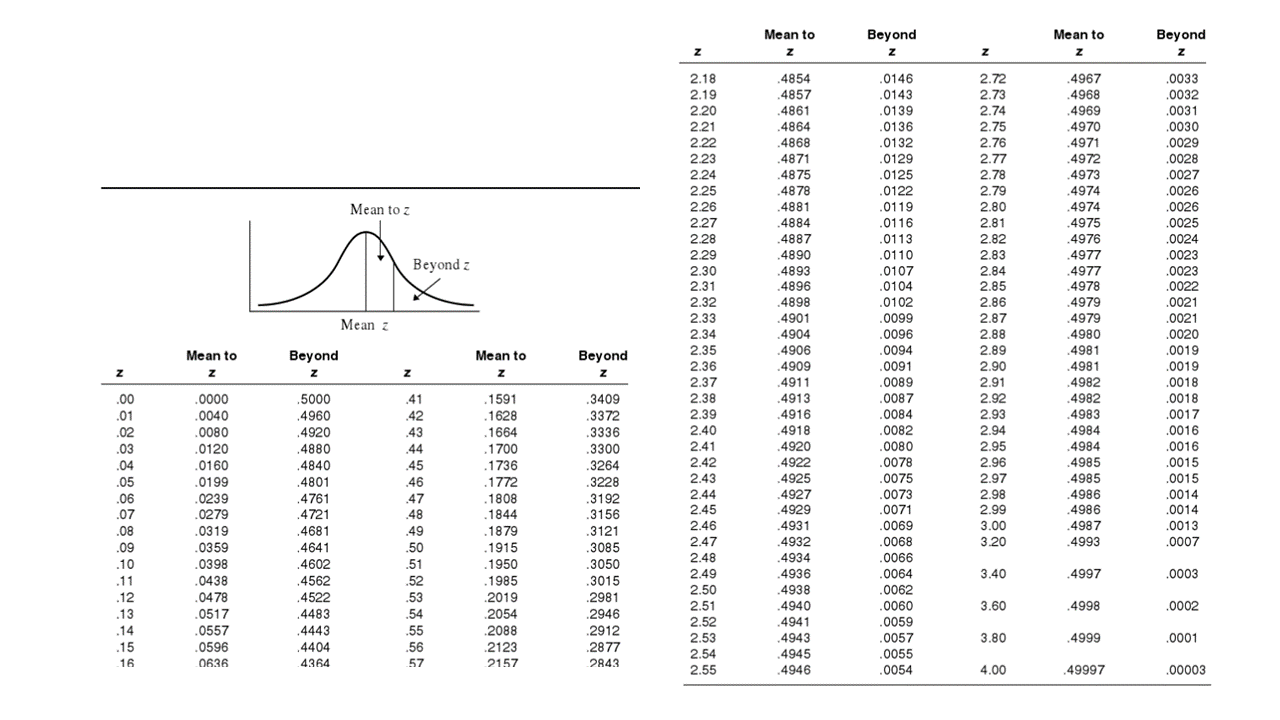 Mean to z
Beyond z
Mean z
Mean to Beyond Mean to Beyond
z z z z z z
.00 .0000 .5000 .41 .1591 .3409
.01 .0040 .4960 .42 .1628 .3372
.02 .0080 .4920 .43 .1664 .3336
.03 .0120 .4880 .44 .1700 .3300
.04 .0160 .4840 .45 .1736 .3264
.05 .0199 .4801 .46 .1772 .3228
.06 .0239 .4761 .47 .1808 .3192
.07 .0279 .4721 .48 .1844 .3156
.08 .0319 .4681 .49 .1879 .3121
.09 .0359 .4641 .50 .1915 .3085
.10 .0398 .4602 .51 .1950 .3050
.11 .0438 .4562 .52 .1985 .3015
.12 .0478 .4522 .53 .2019 .2981
.13 .0517 .4483 .54 .2054 .2946
.14 .0557 .4443 .55 .2088 .2912
.15 .0596 .4404 .56 .2123 .2877
.16 .0636 .4364 .57 .2157 .2843
Mean to Beyond Mean to Beyond
z z z z z z
2.18 .4854 .0146 2.72 .4967 .0033
2.19 .4857 .0143 2.73 .4968 .0032
2.20 .4861 .0139 2.74 .4969 .0031
2.21 .4864 .0136 2.75 .4970 .0030
2.22 .4868 .0132 2.76 .4971 .0029
2.23 .4871 .0129 2.77 .4972 .0028
2.24 .4875 .0125 2.78 .4973 .0027
2.25 .4878 .0122 2.79 .4974 .0026
2.26 .4881 .0119 2.80 .4974 .0026
2.27 .4884 .0116 2.81 .4975 .0025
2.28 .4887 .0113 2.82 .4976 .0024
2.29 .4890 .0110 2.83 .4977 .0023
2.30 .4893 .0107 2.84 .4977 .0023
2.31 .4896 .0104 2.85 .4978 .0022
2.32 .4898 .0102 2.86 .4979 .0021
2.33 .4901 .0099 2.87 .4979 .0021
2.34 .4904 .0096 2.88 .4980 .0020
2.35 .4906 .0094 2.89 .4981 .0019
2.36 .4909 .0091 2.90 .4981 .0019
2.37 .4911 .0089 2.91 .4982 .0018
2.38 .4913 .0087 2.92 .4982 .0018
2.39 .4916 .0084 2.93 .4983 .0017
2.40 .4918 .0082 2.94 .4984 .0016
2.41 .4920 .0080 2.95 .4984 .0016
2.42 .4922 .0078 2.96 .4985 .0015
2.43 .4925 .0075 2.97 .4985 .0015
2.44 .4927 .0073 2.98 .4986 .0014
2.45 .4929 .0071 2.99 .4986 .0014
2.46 .4931 .0069 3.00 .4987 .0013
2.47 .4932 .0068 3.20 .4993 .0007
2.48 .4934 .0066
2.49 .4936 .0064 3.40 .4997 .0003
2.50 .4938 .0062
2.51 .4940 .0060 3.60 .4998 .0002
2.52 .4941 .0059
2.53 .4943 .0057 3.80 .4999 .0001
2.54 .4945 .0055
2.55 .4946 .0054 4.00 .49997 .00003